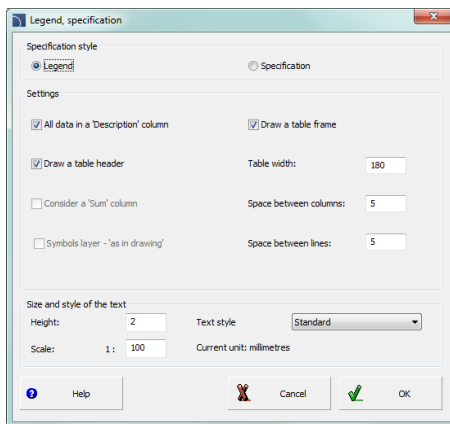 Legend, specification
Specification style
Legend
Specification
Settings
All data in a 'Description' column
Draw a table frame
Draw a table header
Table width:
180
Consider a 'Sum' column
Space between columns:
5
Symbols layer - 'as in drawing'
Space between lines:
5
Size and style of the text
Height:
2
Text style
Standard
Scale:
1 :
100
Current unit: millimetres
Help
Cancel
OK